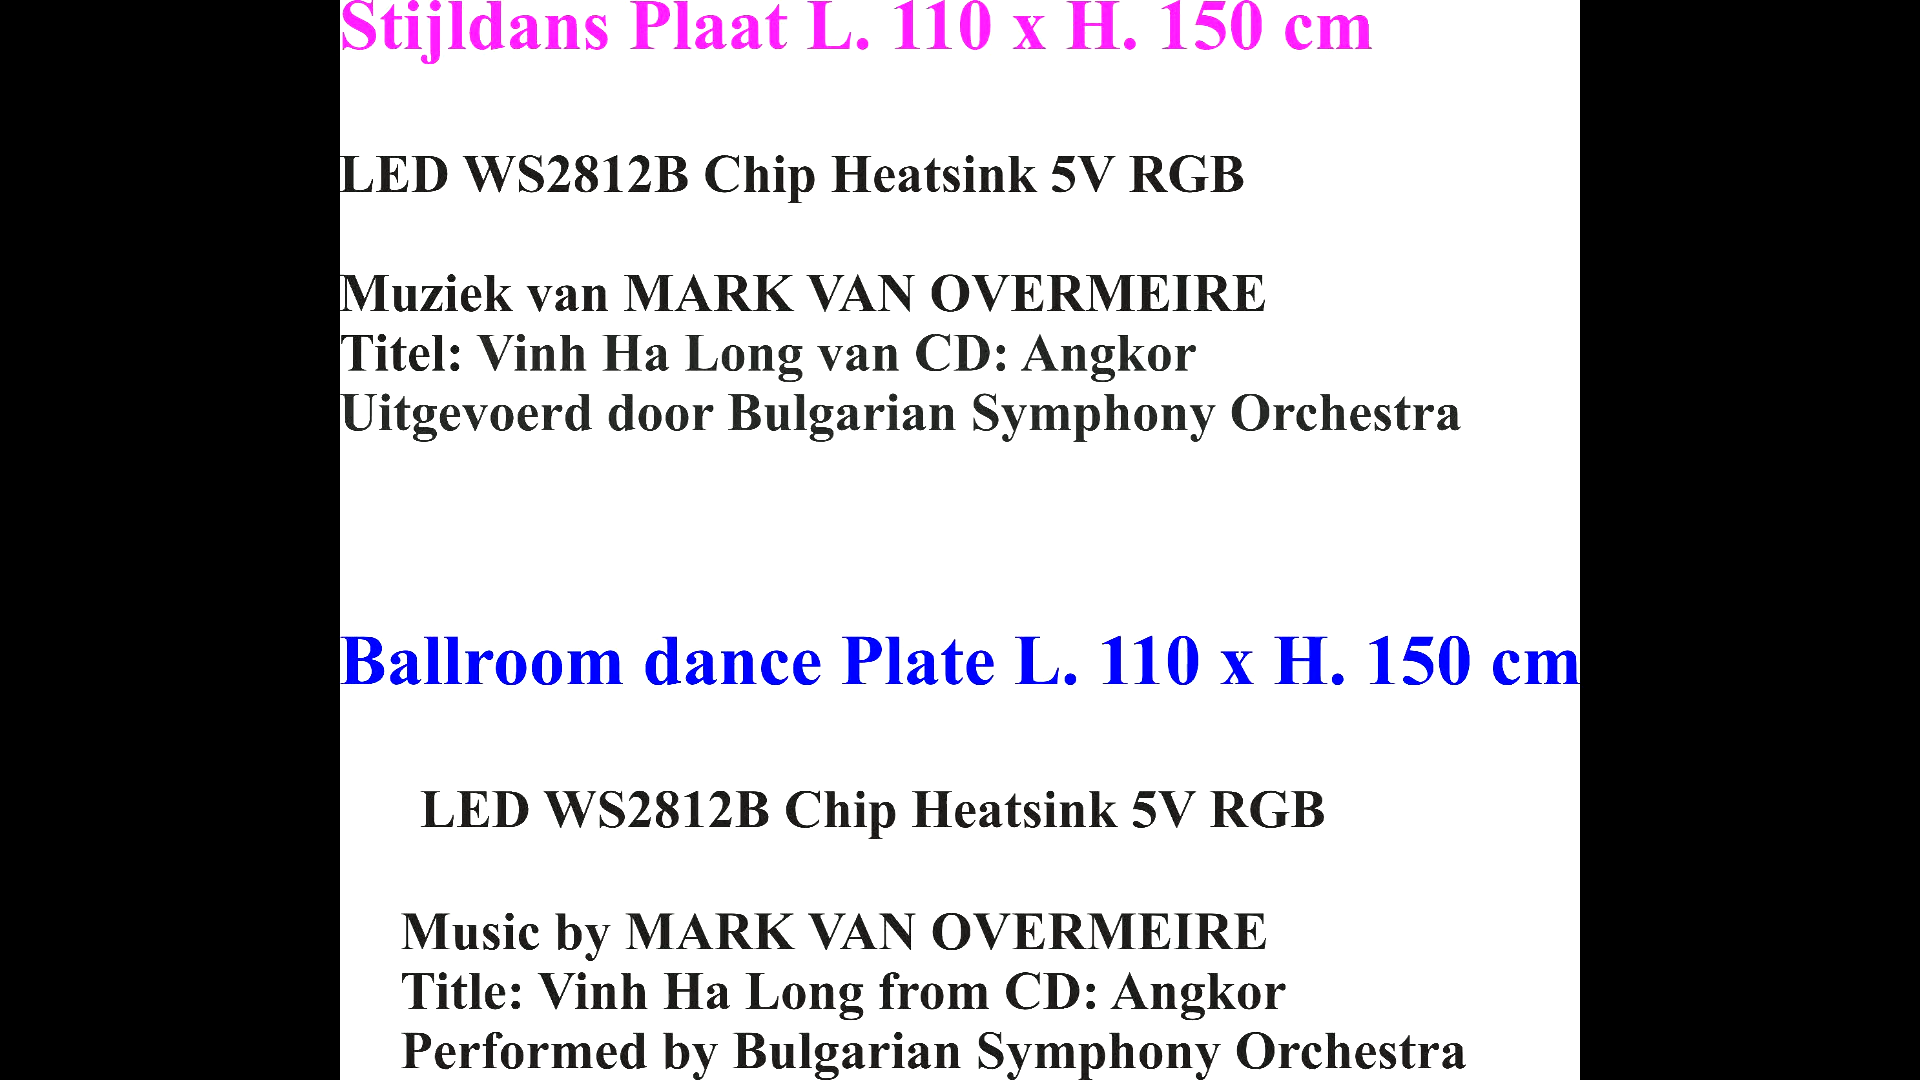 Stijldans Plaat L. 110 x H. 150 cm
LED WS2812B Chip Heatsink 5V RGB
Muziek van MARK VAN OVERMEIRE
Titel: Vinh Ha Long van CD: Angkor
Uitgevoerd door Bulgarian Symphony Orchestra
Ballroom dance Plate L. 110 x H. 150 cm
LED WS2812B Chip Heatsink 5V RGB
Music by MARK VAN OVERMEIRE
Title: Vinh Ha Long from CD: Angkor
Performed by Bulgarian Symphony Orchestra